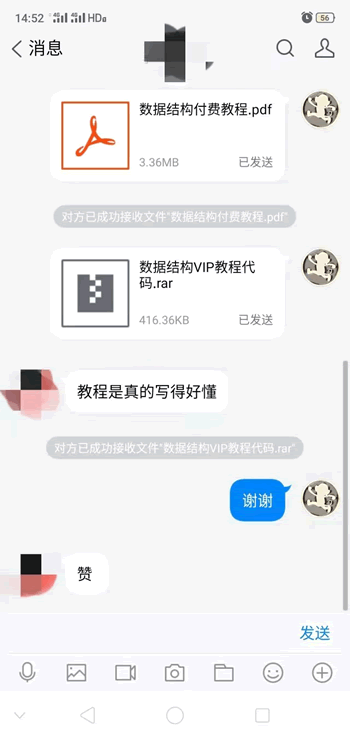 14:52
4G 4G HD
56
消息
数据结构付费教程.pdf
3.36MB
已发送
对方已成功接收文件"数据结构付费教程.pdf"
数据结构VIP教程代
码.rar
416.36KB
已发送
教程是真的写得好懂
对方已成功接收文件"数据结构VIP教程代码.rar"
谢谢
赞
发送